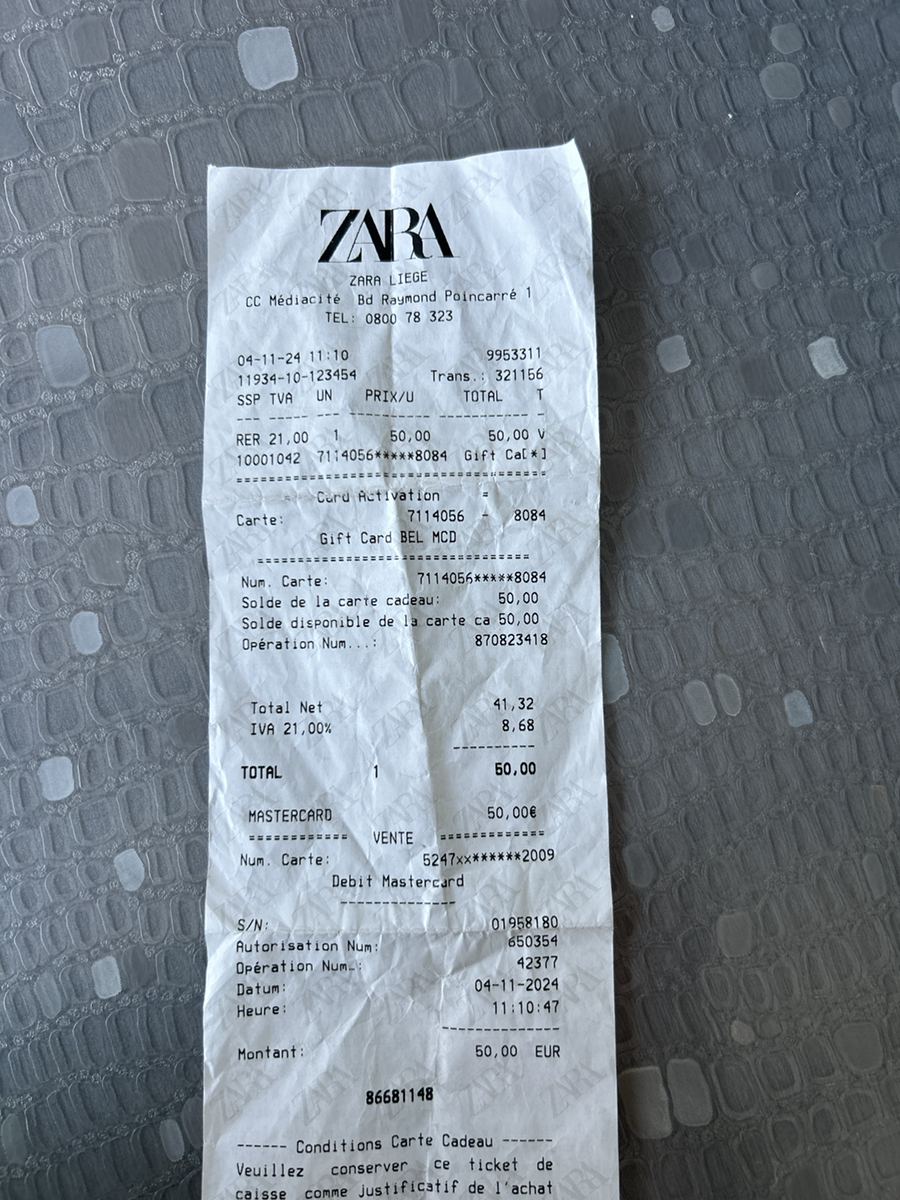 ZARA
ZARA LIEGE
CC Médiacité Bd Raymond Poincarré 1
TEL: 0800 78 323
04-11-24 11:10 9953311
11934-10-123454 Trans.: 321156
SSP TVA UN PRIX/U TOTAL T
--- ----- --- ----------- ------------ -
RER 21,00 1 50,00 50,00 V
10001042 7114056*****8084 Gift Ca[*]
========================================
= Card Activation =
Carte: 7114056 - 8084
Gift Card BEL MCD
===================================
Num. Carte: 7114056*****8084
Solde de la carte cadeau: 50,00
Solde disponible de la carte ca 50,00
Opération Num...: 870823418
Total Net 41,32
IVA 21,00% 8,68
----------
TOTAL 1 50,00
MASTERCARD 50,00€
============ VENTE =============
Num. Carte: 5247xx******2009
Debit Mastercard
--------------
S/N: 01958180
Autorisation Num: 650354
Opération Num..: 42377
Datum: 04-11-2024
Heure: 11:10:47
--------------
Montant: 50,00 EUR
86681148
------ Conditions Carte Cadeau ------
Veuillez conserver ce ticket de
caisse comme justificatif de l'achat